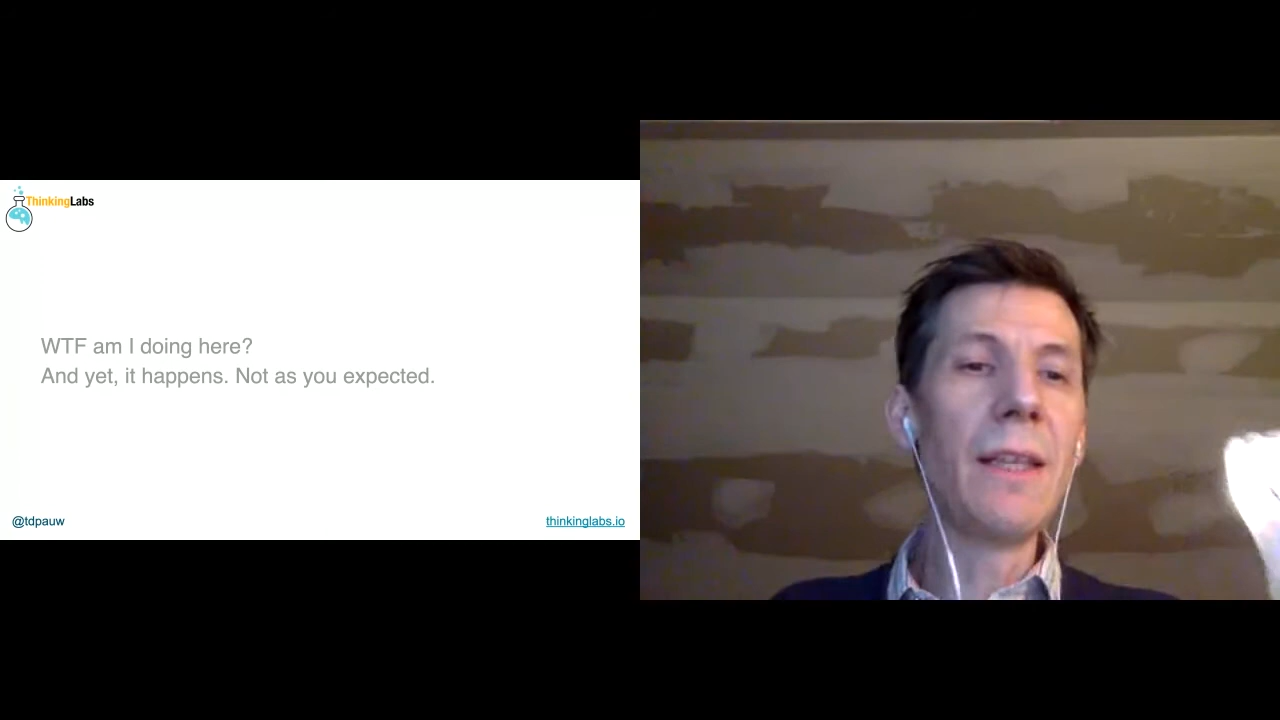 ThinkingLabs
WTF am I doing here?
And yet, it happens. Not as you expected.
@tdpauw
thinkinglabs.io